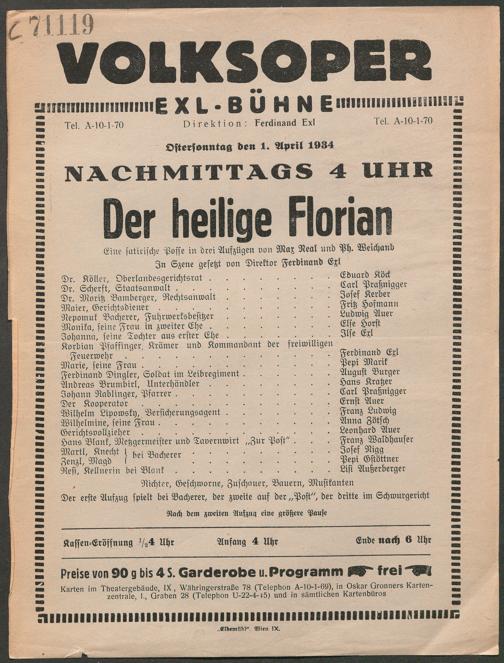 C 71119
VOLKSOPER
EXL-BÜHNE
Tel. A-10-1-70 Direktion: Ferdinand Exl Tel. A-10-1-70
Ostersonntag den 1. April 1934
NACHMITTAGS 4 UHR
Der heilige Florian
Eine satirische Posse in drei Aufzügen von Max Neal und Ph. Weichand
In Szene gesetzt von Direktor Ferdinand Exl
Dr. Köller, Oberlandesgerichtsrat . . . . . Eduard Köck
Dr. Scherft, Staatsanwalt . . . . . Carl Praßnigger
Dr. Moritz Bamberger, Rechtsanwalt . . . . . Josef Kerber
Maier, Gerichtsdiener . . . . . Fritz Hofmann
Nepomuk Bacherer, Fuhrwerksbesitzer . . . . . Ludwig Auer
Monika, seine Frau in zweiter Ehe . . . . . Else Horst
Johanna, seine Tochter aus erster Ehe . . . . . Ilse Exl
Kordian Pfaffinger, Krämer und Kommandant der freiwilligen
Feuerwehr . . . . . Ferdinand Exl
Marie, seine Frau . . . . . Pepi Marik
Ferdinand Dingler, Soldat im Leibregiment . . . . . August Burger
Andreas Brumbirl, Unterhändler . . . . . Hans Kratzer
Johann Rablinger, Pfarrer . . . . . Carl Praßnigger
Der Kooperator . . . . . Ernst Auer
Wilhelm Lipowsky, Versicherungsagent . . . . . Franz Ludwig
Wilhelmine, seine Frau . . . . . Anna Fötsch
Gerichtsvollzieher . . . . . Leonhard Auer
Hans Blank, Metzgermeister und Tavernwirt „Zur Post“ . . . . . Franz Waldhauser
Martl, Knecht } bei Bacherer . . . . . Josef Nigg
Zenzl, Magd } bei Bacherer . . . . . Pepi Gstöttner
Resi, Kellnerin bei Blank . . . . . Lisl Außerberger
Richter, Geschworne, Zuschauer, Bauern, Musikanten
Der erste Aufzug spielt bei Bacherer, der zweite auf der „Post“, der dritte im Schwurgericht
Nach dem zweiten Aufzug eine größere Pause
Kassen-Eröffnung ½4 Uhr Anfang 4 Uhr Ende nach 6 Uhr
Preise von 90 g bis 4 S. Garderobe u. Programm frei
Karten im Theatergebäude, IX., Währingerstraße 78 (Telephon A-10-1-69), in Oskar Gronners Karten-
zentrale, I., Graben 28 (Telephon U-22-4-45) und in sämtlichen Kartenbüros
„Elbemühl“, Wien IX.